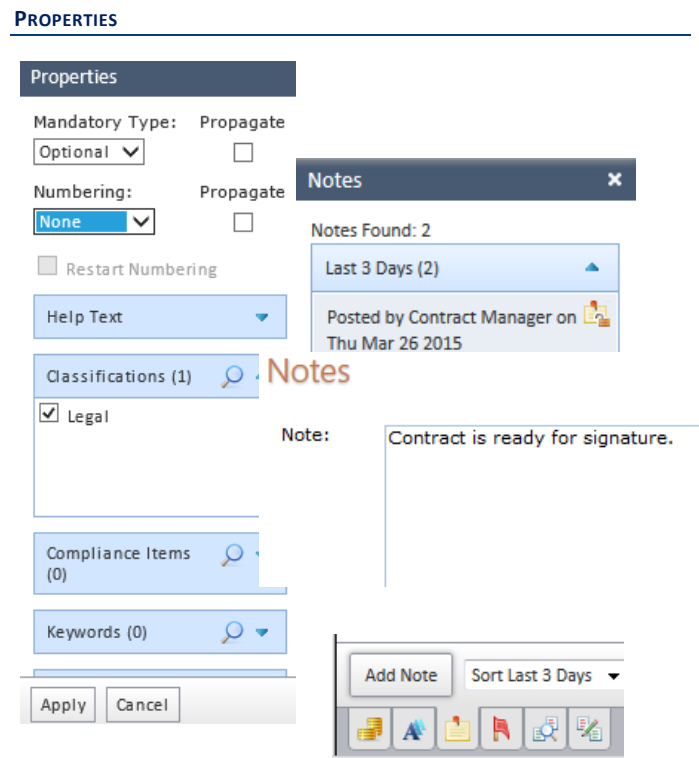 PROPERTIES
Properties
Mandatory Type: Propagate
Optional
Numbering: Propagate
None
Restart Numbering
Help Text
Classifications (1)
Legal
Compliance Items
(0)
Keywords (0)
Apply Cancel
Notes
Notes Found: 2
Last 3 Days (2)
Posted by Contract Manager on
Thu Mar 26 2015
Notes
Note: Contract is ready for signature.
Add Note Sort Last 3 Days